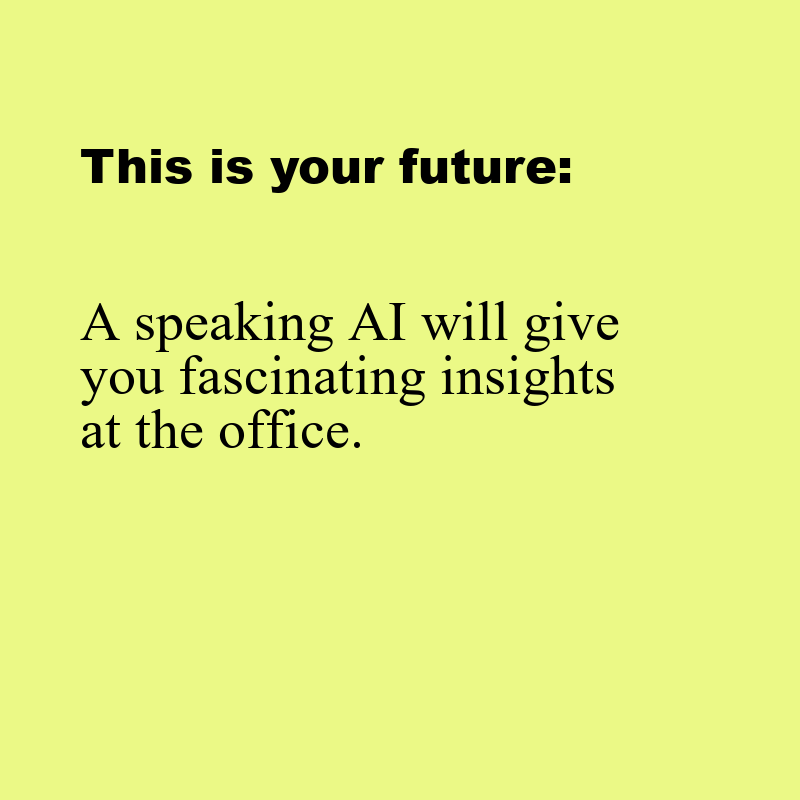 This is your future:
A speaking AI will give
you fascinating insights
at the office.